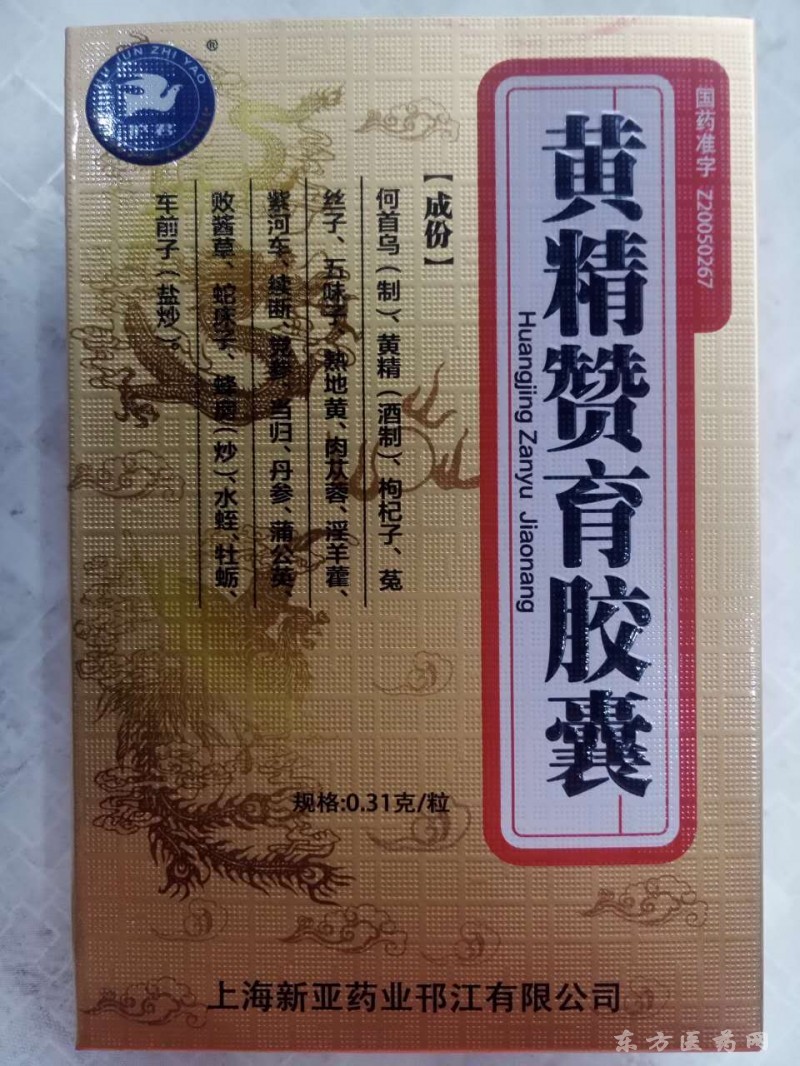 国药准字 Z20050267
黄精赞育胶囊
Huangjing Zanyu Jiaonang
【成份】
何首乌(制)、黄精(酒制)、枸杞子、菟
丝子、五味子、熟地黄、肉苁蓉、淫羊藿、
紫河车、续断、党参、当归、丹参、蒲公英、
败酱草、蛇床子、蜂房(炒)、水蛭、牡蛎、
车前子(盐炒)。
ZHI YAO
®
规格:0.31克/粒
上海新亚药业邗江有限公司
东方医药网